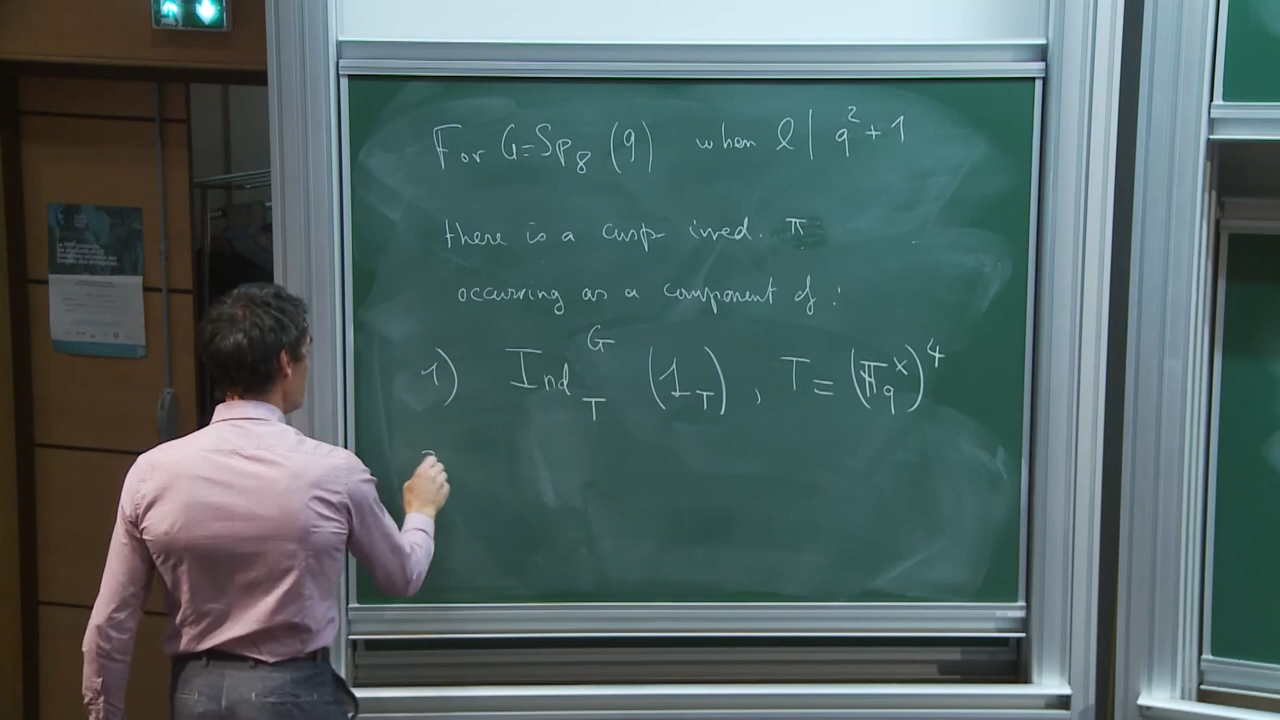 For G=Sp₈(q) when ℓ | q²+1
there is a cusp irred. π
occurring as a component of :
1) Ind_T^G (1_T), T = (𝔽_q^×)^4